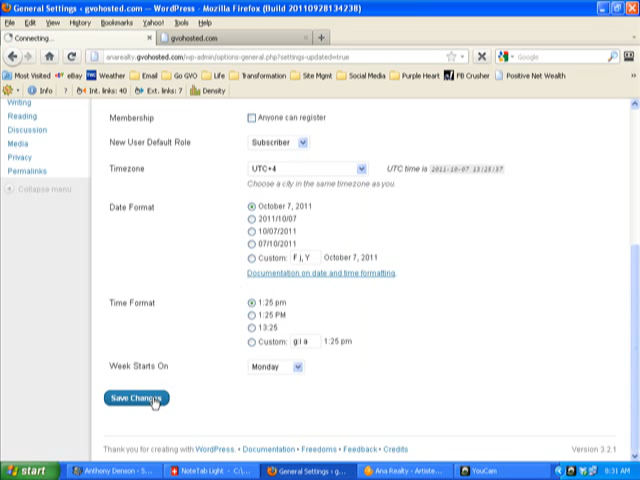 General Settings ‹ gvohosted.com — WordPress - Mozilla Firefox (Build 20110928134238)
File Edit View History Bookmarks Yahoo! Tools Help
Connecting... gvohosted.com
anarealty.gvohosted.com/wp-admin/options-general.php?settings-updated=true Google
Most Visited eBay Weather Email Go GVO Life Transformation Site Mgmt Social Media Purple Heart FB Crusher Positive Net Wealth
Info ? Int. links: 40 Ext. links: 7 Density
Writing
Reading
Discussion
Media
Privacy
Permalinks
Collapse menu
Membership Anyone can register
New User Default Role Subscriber
Timezone UTC+4 UTC time is 2011-10-07 13:25:37
Choose a city in the same timezone as you.
Date Format October 7, 2011
2011/10/07
10/07/2011
07/10/2011
Custom: F j, Y October 7, 2011
Documentation on date and time formatting.
Time Format 1:25 pm
1:25 PM
13:25
Custom: g:i a 1:25 pm
Week Starts On Monday
Save Changes
Thank you for creating with WordPress. • Documentation • Freedoms • Feedback • Credits Version 3.2.1
start Anthony Denson - S... NoteTab Light - C:\... General Settings ‹ g... Ana Realty - Artiste... YouCam 8:31 AM